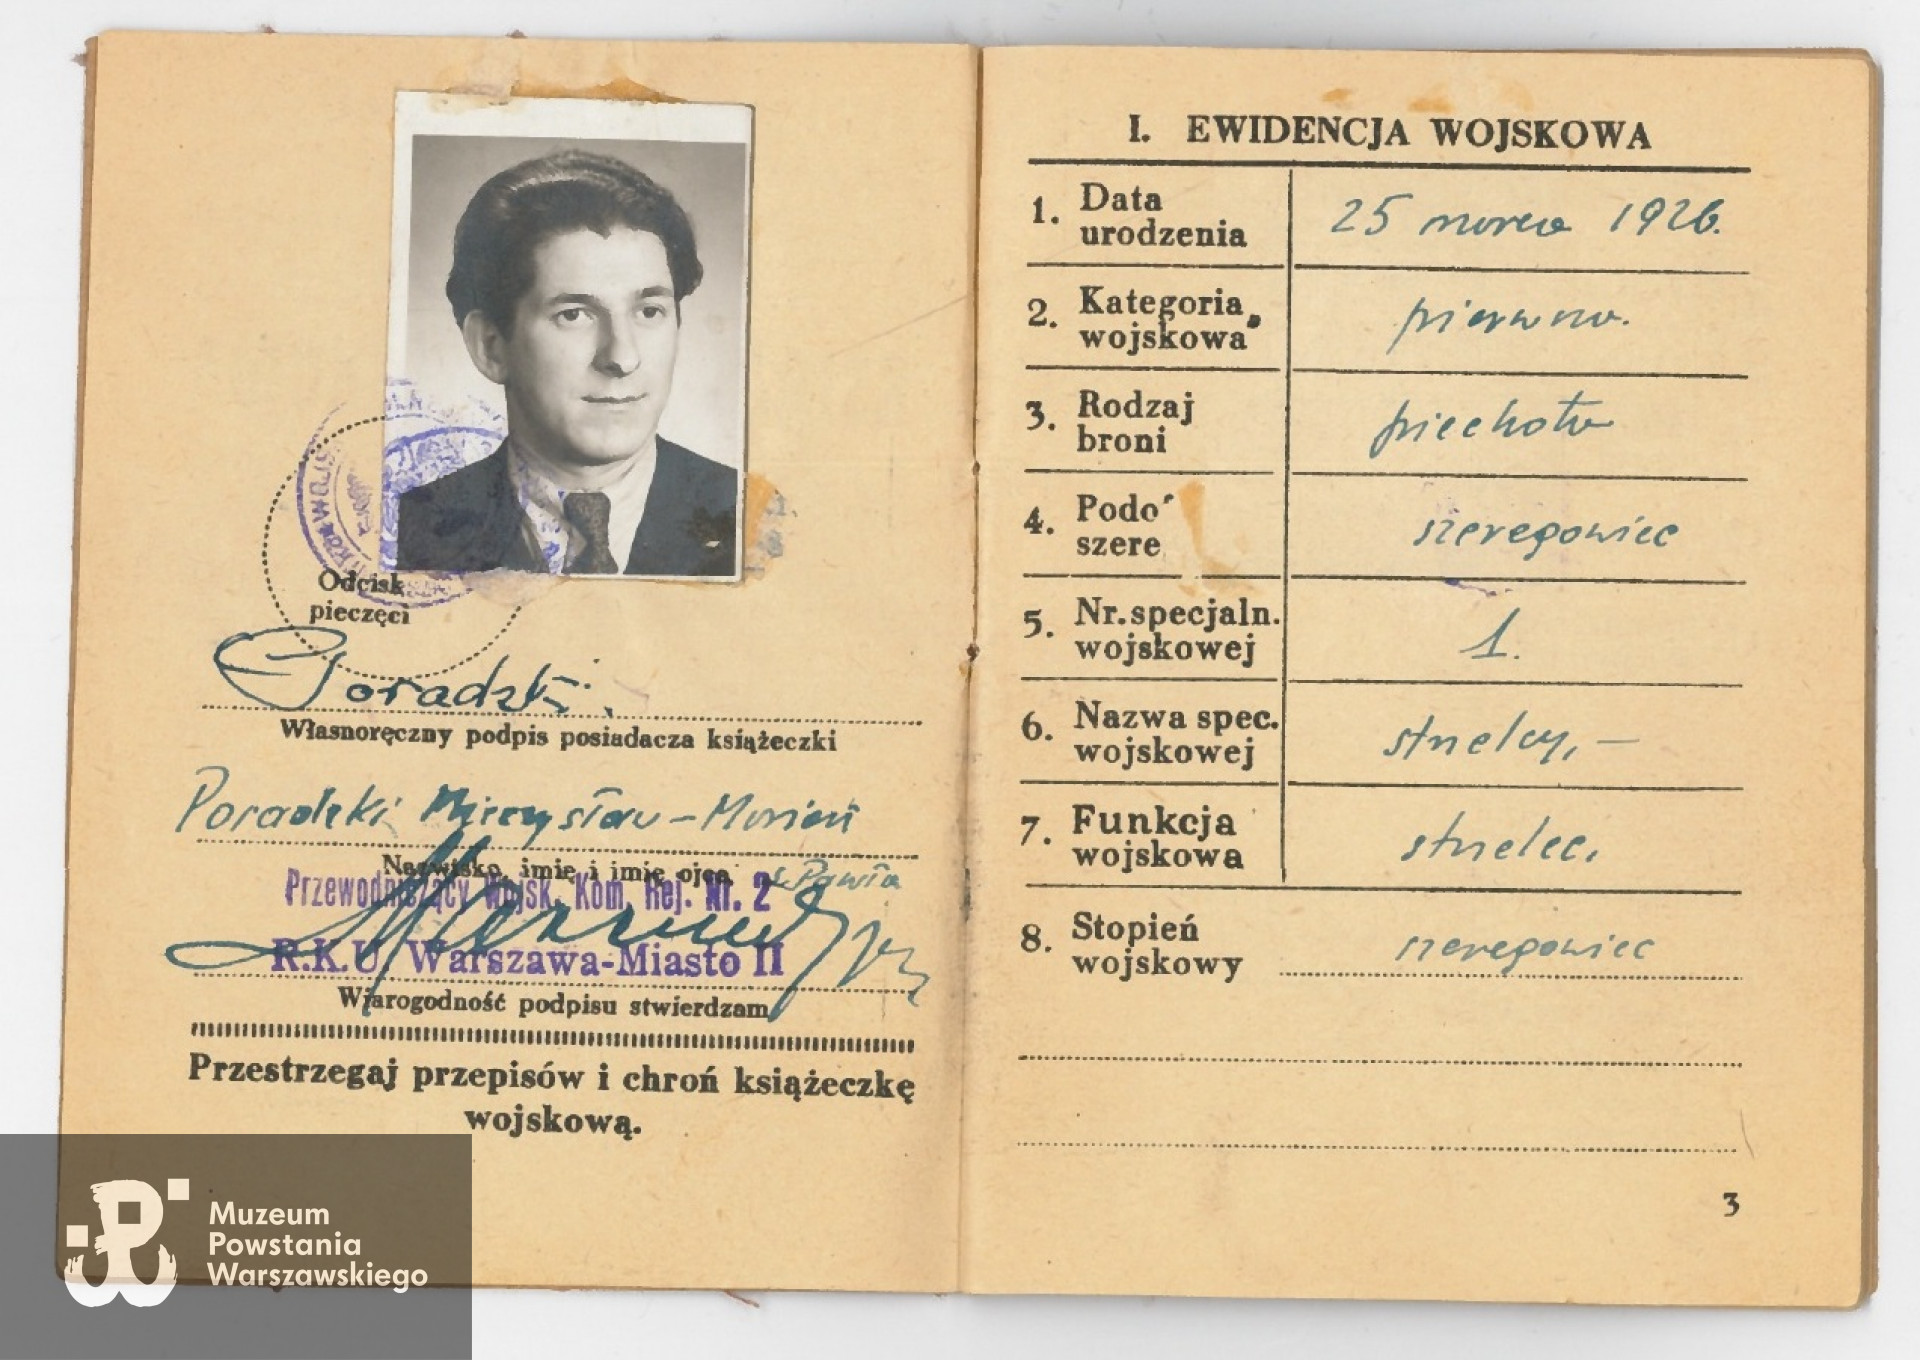 Odcisk
pieczęci
Poradzki
Własnoręczny podpis posiadacza książeczki
Poradzki Mieczysław-Marian
Nazwisko, imię i imię ojca s. Pawła
Przewodniczący Wojsk. Kom. Rej. Nr. 2
R.K.U. Warszawa-Miasto II
Wiarogodność podpisu stwierdzam
Przestrzegaj przepisów i chroń książeczkę
wojskową.
I. EWIDENCJA WOJSKOWA
1. Data urodzenia 25 marca 1926.
2. Kategoria wojskowa pierwsza.
3. Rodzaj broni piechota
4. Podo szere szeregowiec
5. Nr. specjaln. wojskowej 1.
6. Nazwa spec. wojskowej strzelcy, —
7. Funkcja wojskowa strzelec,
8. Stopień wojskowy szeregowiec
3
Muzeum
Powstania
Warszawskiego